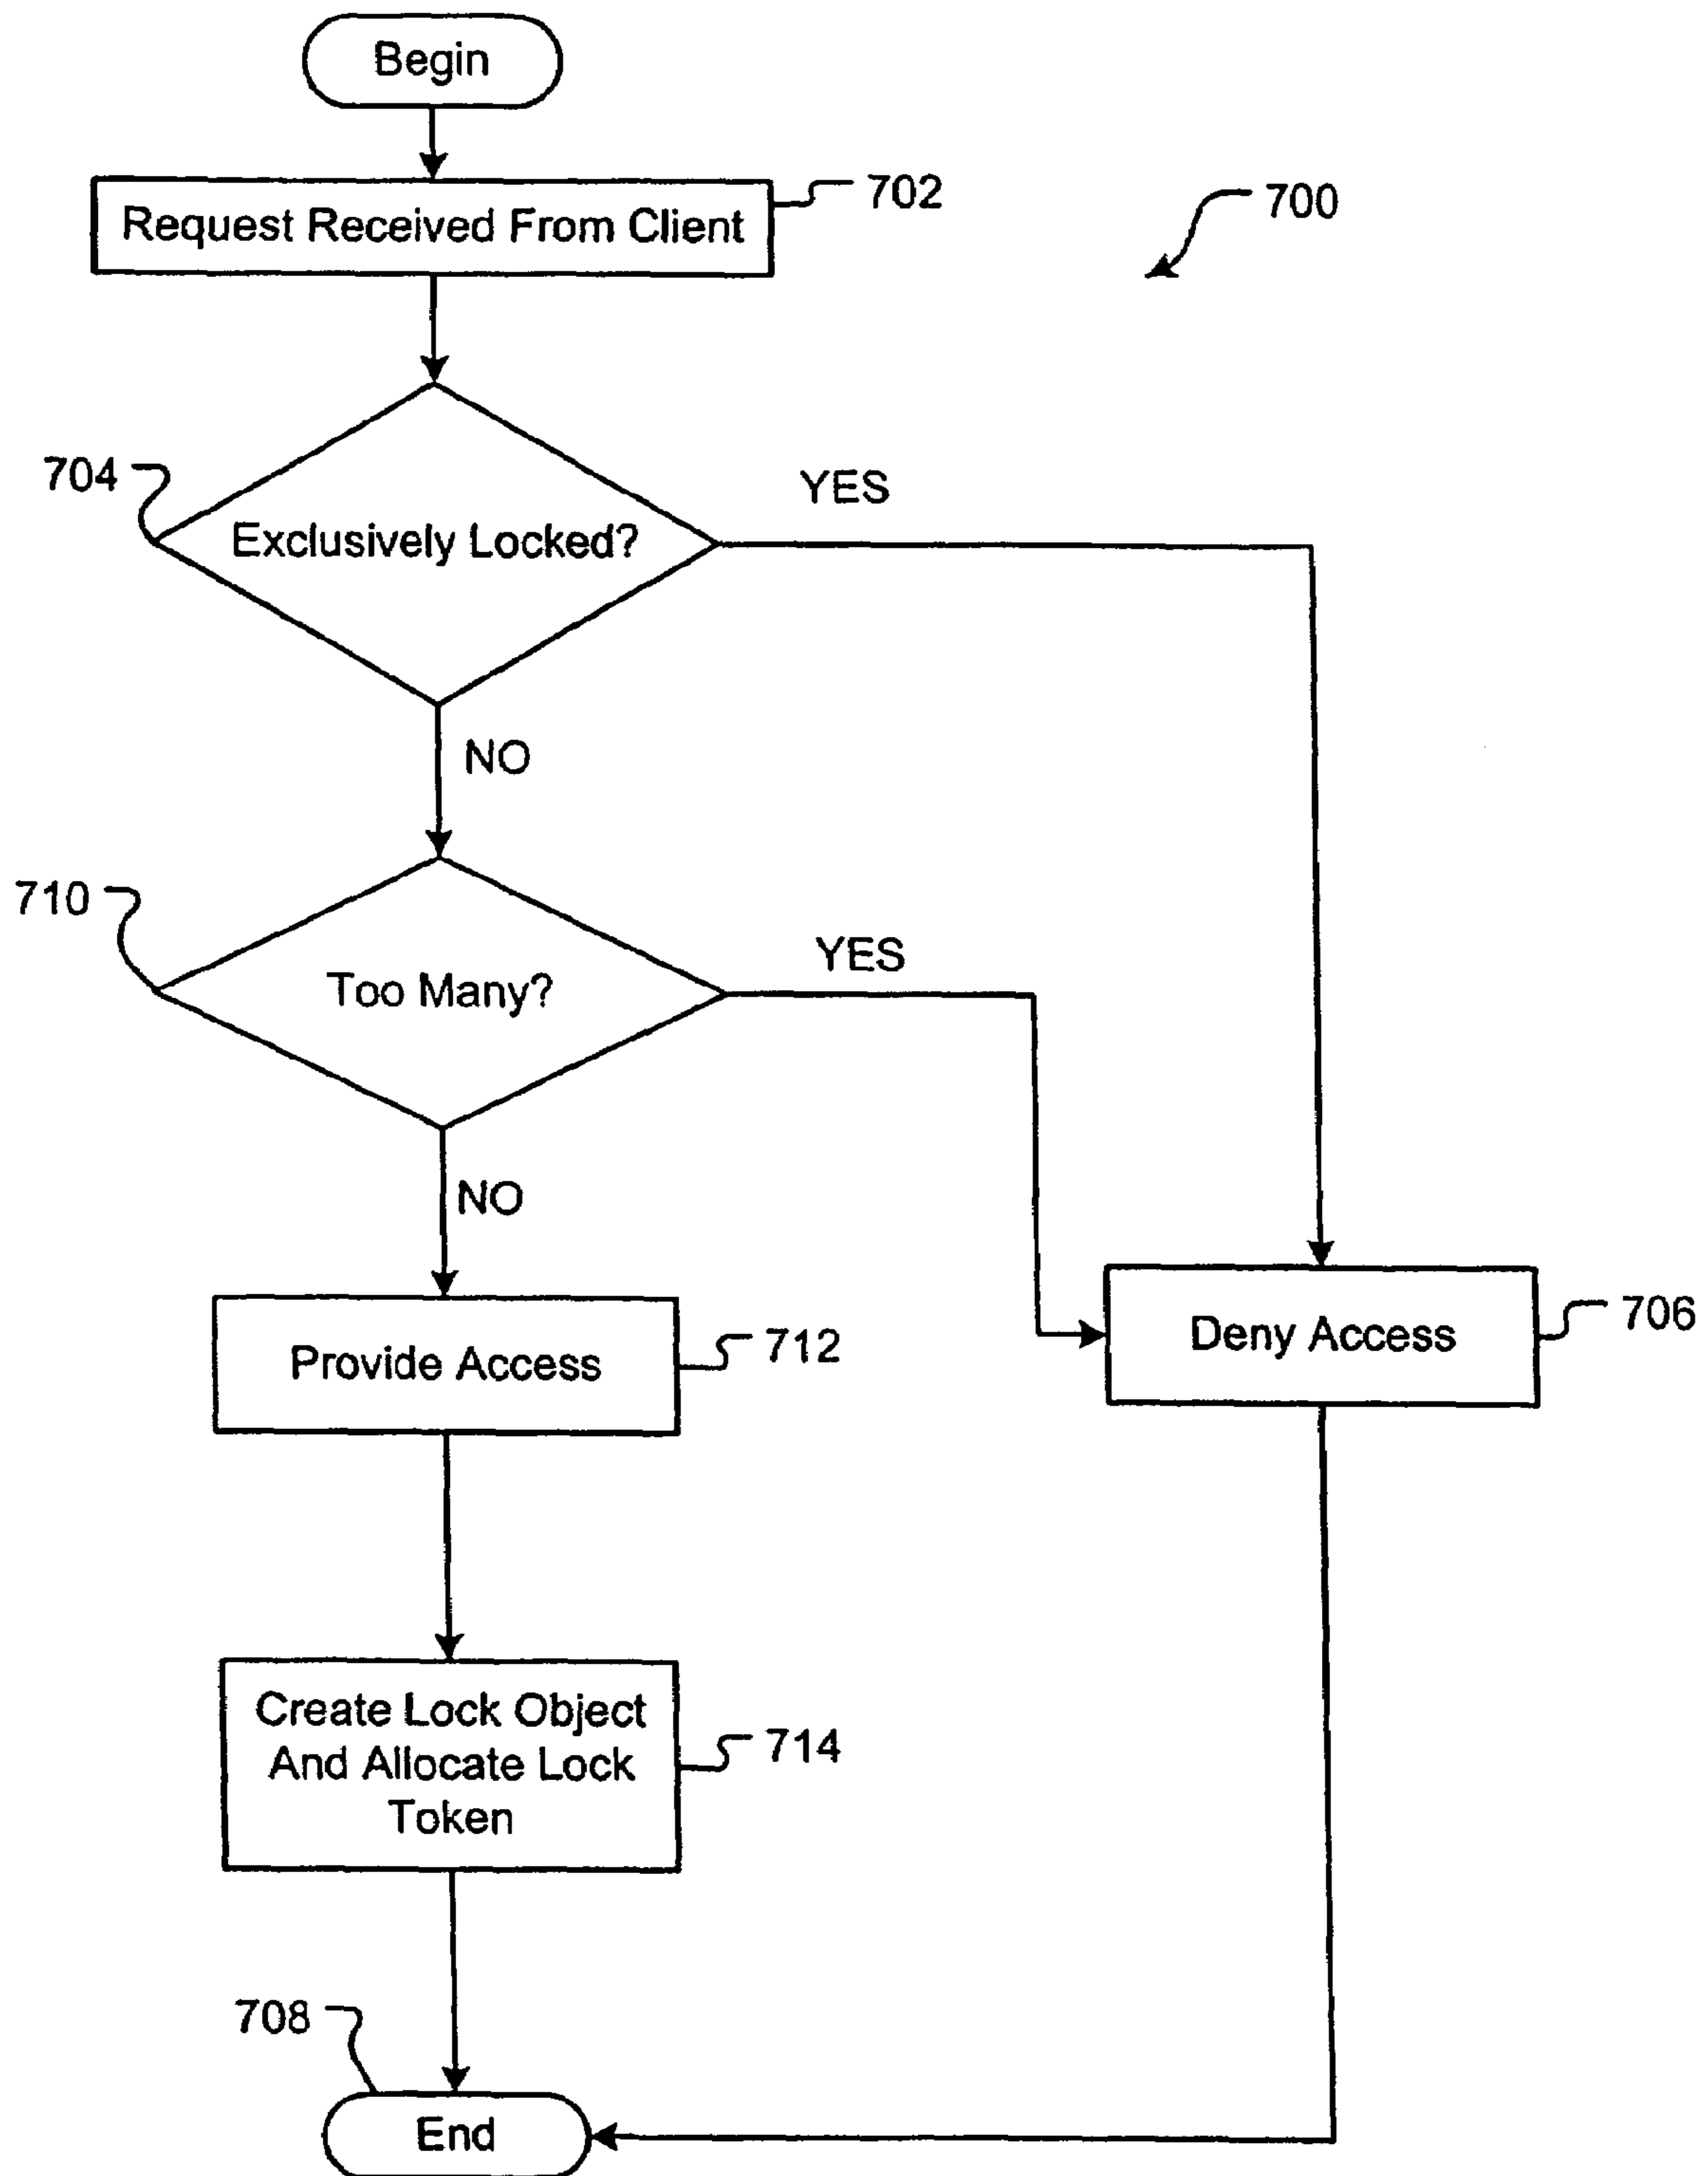 Begin
Request Received From Client
702
700
704
Exclusively Locked?
YES
NO
710
Too Many?
YES
NO
Provide Access
712
Deny Access
706
Create Lock Object
And Allocate Lock
Token
714
708
End